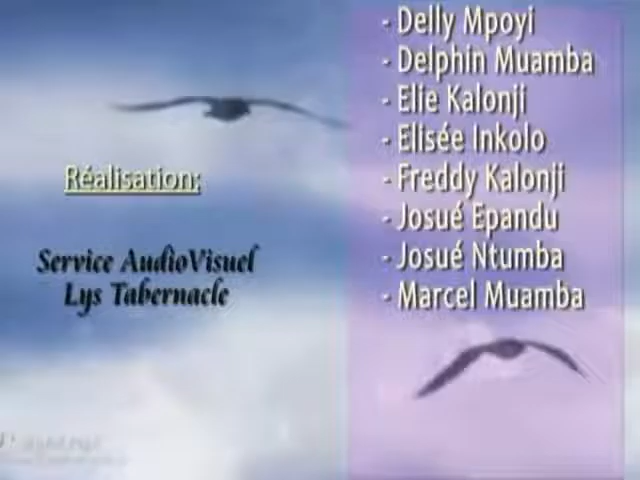 Réalisation:
Service AudioVisuel
Lys Tabernacle
- Delly Mpoyi
- Delphin Muamba
- Elie Kalonji
- Elisée Inkolo
- Freddy Kalonji
- Josué Epandu
- Josué Ntumba
- Marcel Muamba